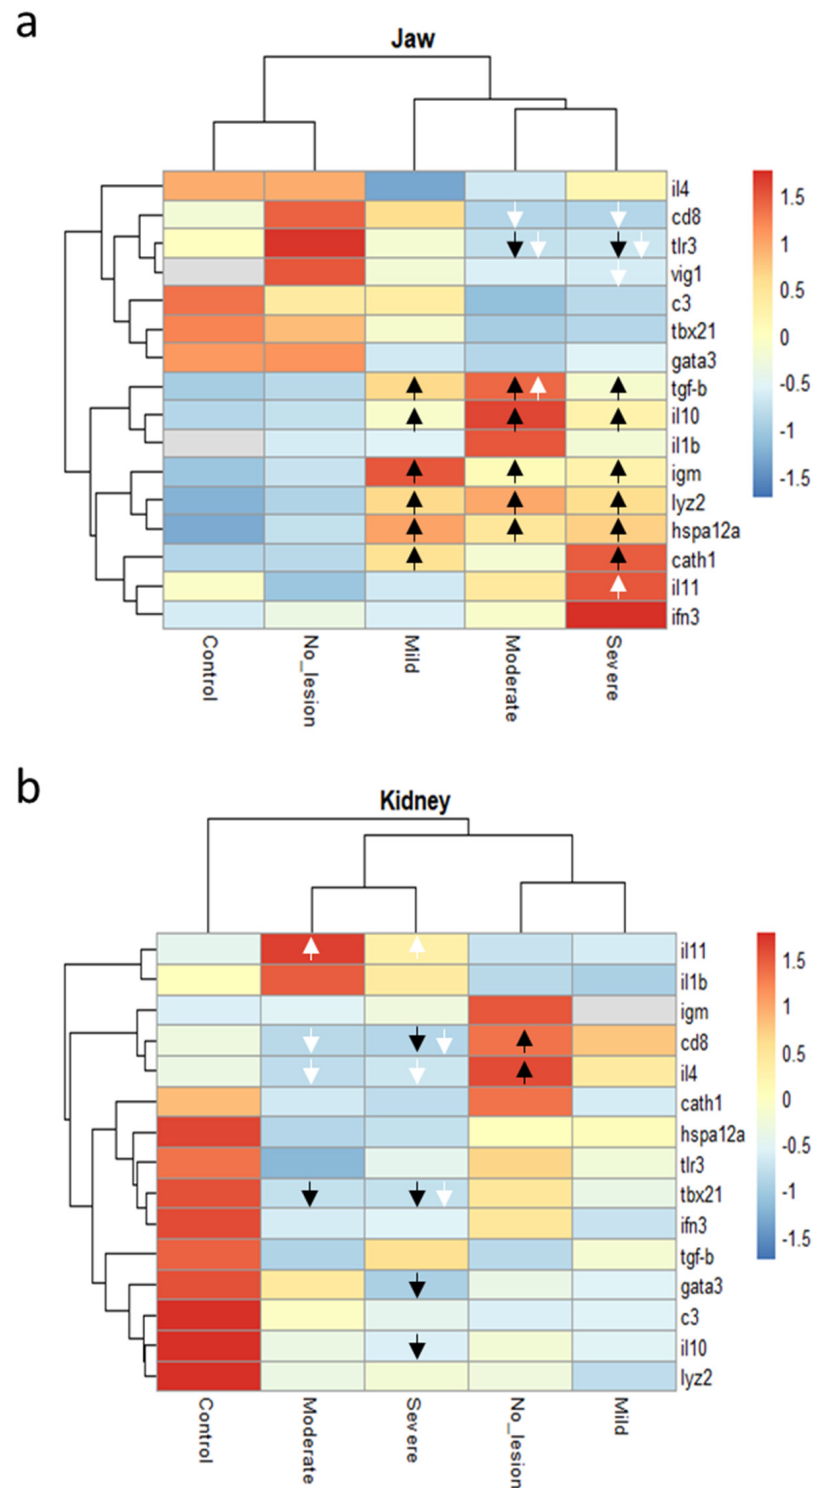 a
Jaw
il4
cd8
tlr3
vig1
c3
tbx21
gata3
tgf-b
il10
il1b
igm
lyz2
hspa12a
cath1
il11
ifn3
1.5
1
0.5
0
-0.5
-1
-1.5
Control
No_lesion
Mild
Moderate
Severe
b
Kidney
il11
il1b
igm
cd8
il4
cath1
hspa12a
tlr3
tbx21
ifn3
tgf-b
gata3
c3
il10
lyz2
1.5
1
0.5
0
-0.5
-1
-1.5
Control
Moderate
Severe
No_lesion
Mild